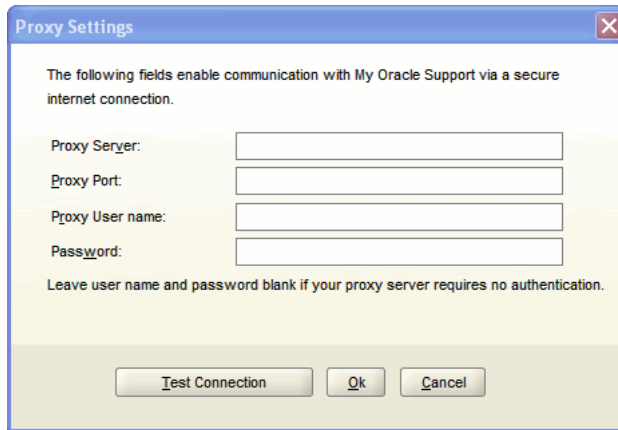 Proxy Settings
The following fields enable communication with My Oracle Support via a secure
internet connection.
Proxy Server:
Proxy Port:
Proxy User name:
Password:
Leave user name and password blank if your proxy server requires no authentication.
Test Connection Ok Cancel